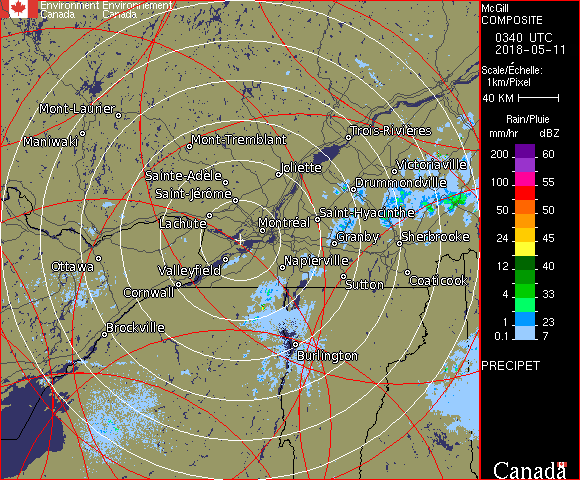 Environment Environnement
Canada Canada
McGill
COMPOSITE
0340 UTC
2018-05-11
Scale/Échelle:
1km/Pixel
40 KM
Rain/Pluie
mm/hr dBZ
200 60
100 55
50 50
24 45
12 40
4 33
1 23
0.1 7
PRECIPET
Canada
Mont-Laurier
Maniwaki
Mont-Tremblant
Trois-Rivières
Sainte-Adèle
Joliette
Victoriaville
Saint-Jérôme
Drummondville
Lachute
Montréal
Saint-Hyacinthe
Granby
Sherbrooke
Ottawa
Valleyfield
Napierville
Cornwall
Sutton
Coaticook
Brockville
Burlington